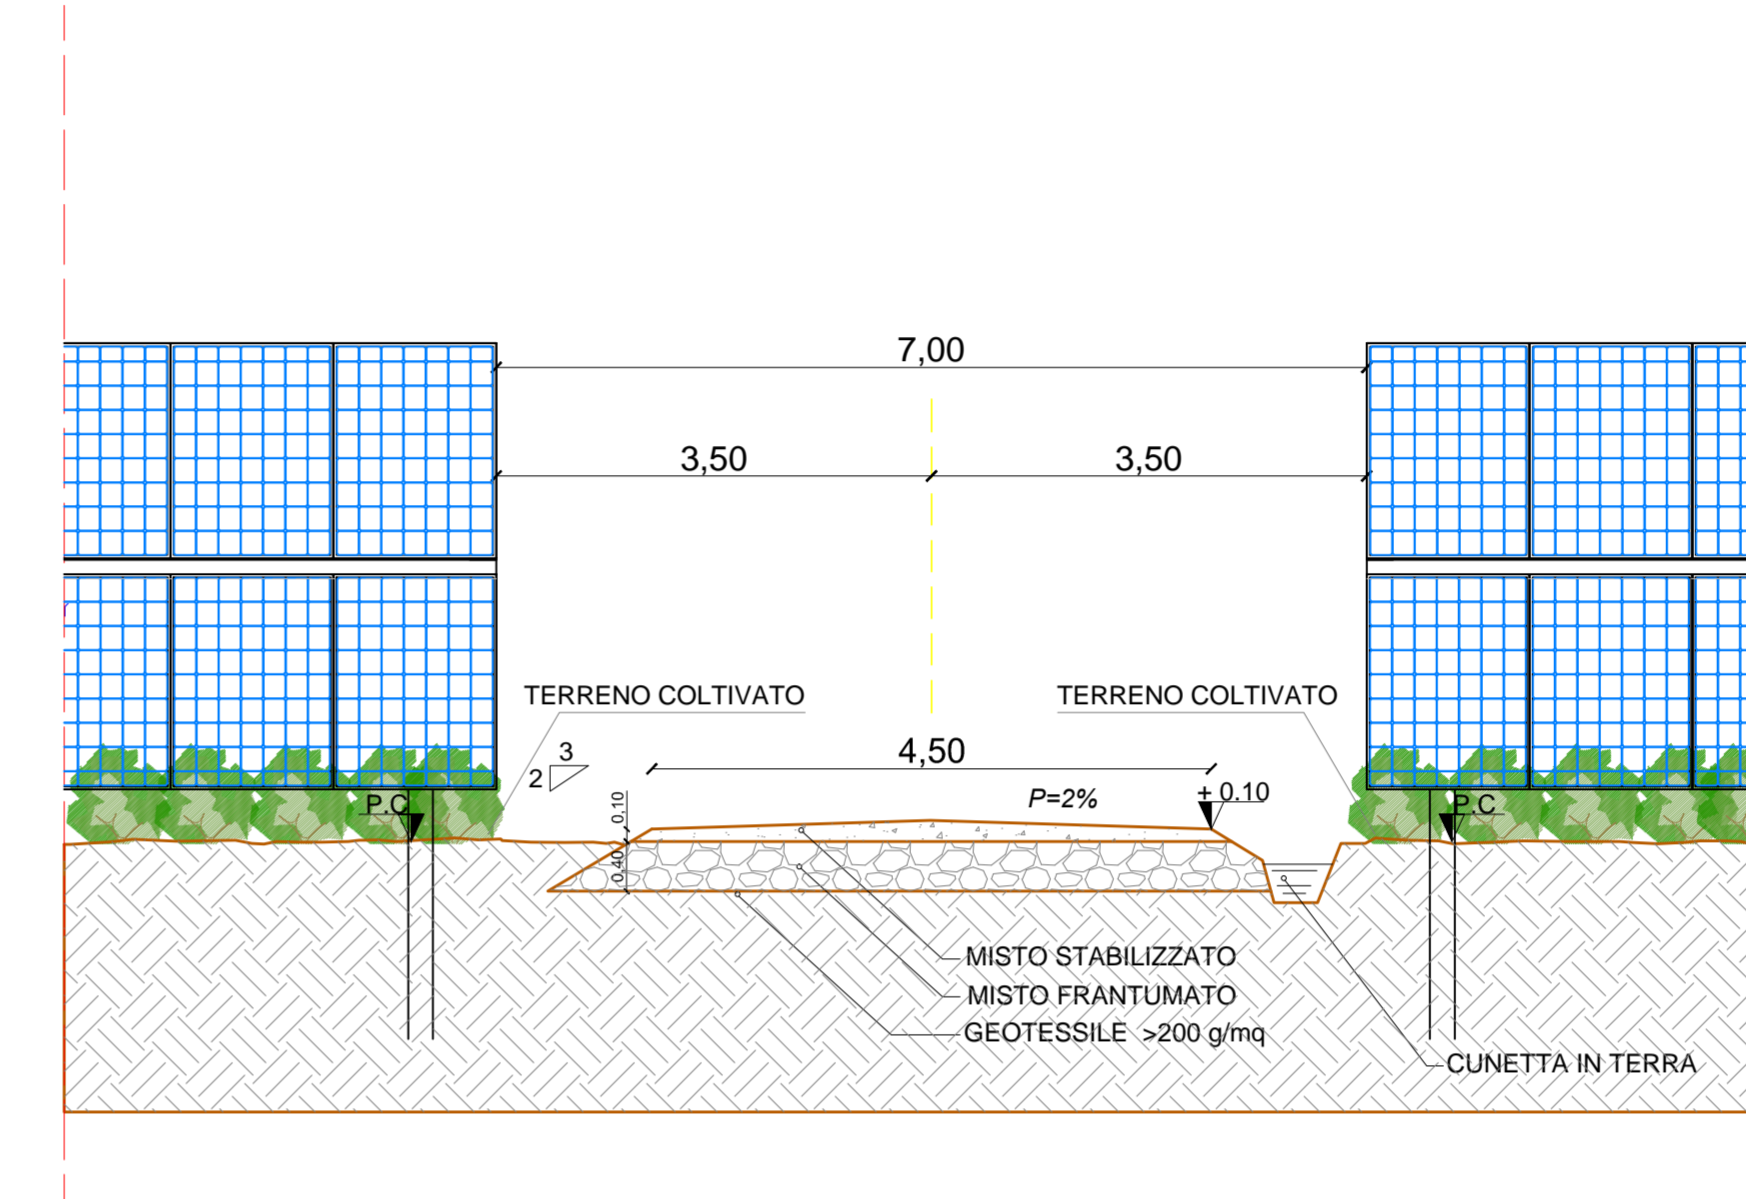 7,00
3,50
3,50
TERRENO COLTIVATO
TERRENO COLTIVATO
3
2
4,50
P=2%
+ 0.10
0,10
P.C
P.C
0,40
MISTO STABILIZZATO
MISTO FRANTUMATO
GEOTESSILE >200 g/mq
CUNETTA IN TERRA